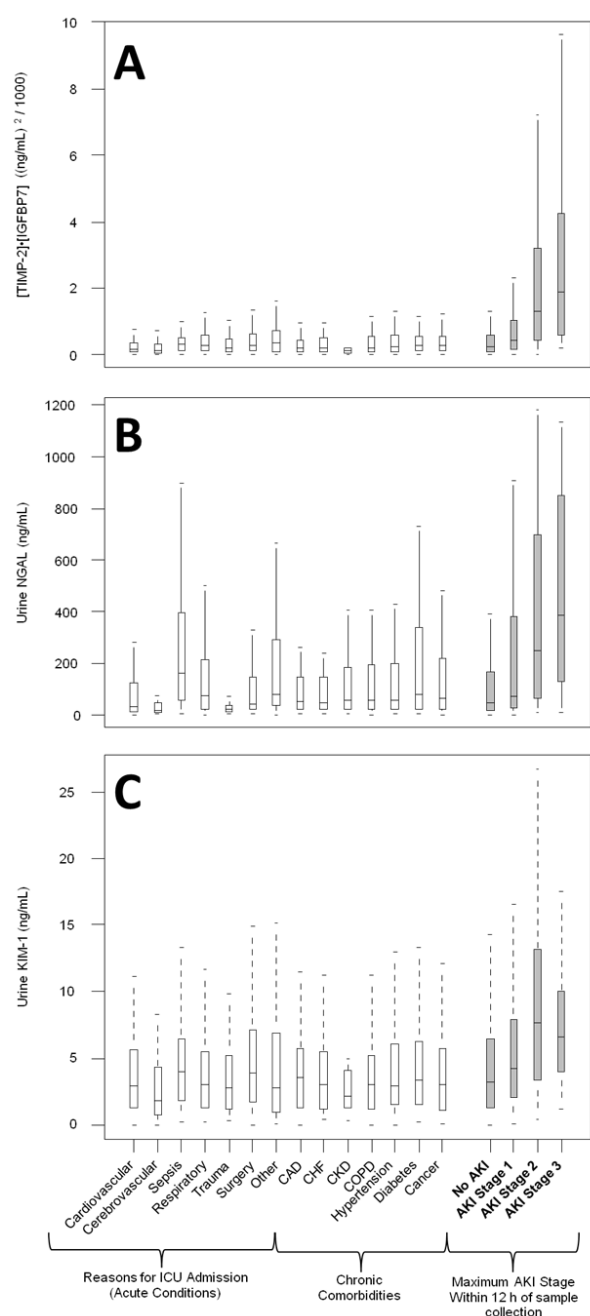 A
[TIMP-2]•[IGFBP7] ((ng/mL) ² / 1000)
10
8
6
4
2
0
B
Urine NGAL (ng/mL)
1200
1000
800
600
400
200
0
C
Urine KIM-1 (ng/mL)
25
20
15
10
5
0
Cardiovascular
Cerebrovascular
Sepsis
Respiratory
Trauma
Surgery
Other
CAD
CHF
CKD
COPD
Hypertension
Diabetes
Cancer
No AKI
AKI Stage 1
AKI Stage 2
AKI Stage 3
Reasons for ICU Admission
(Acute Conditions)
Chronic
Comorbidities
Maximum AKI Stage
Within 12 h of sample
collection